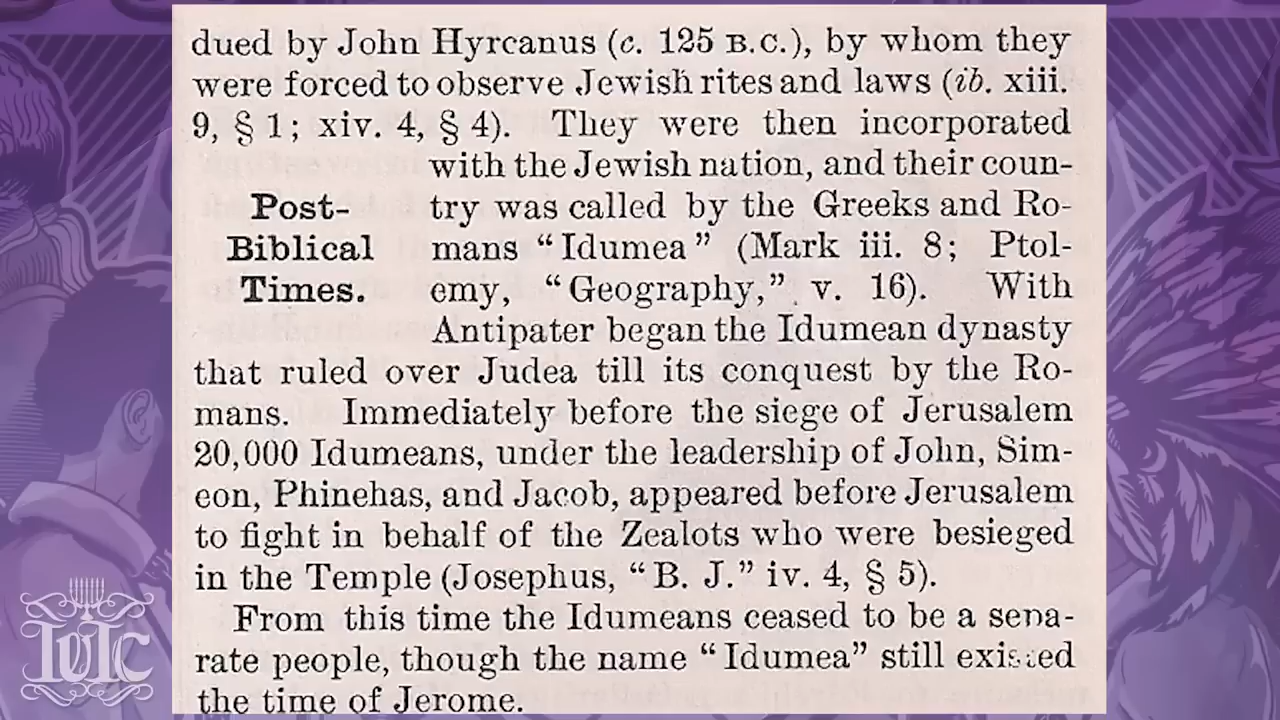 dued by John Hyrcanus (c. 125 B.C.), by whom they
were forced to observe Jewish rites and laws (ib. xiii.
9, § 1; xiv. 4, § 4). They were then incorporated
with the Jewish nation, and their coun-
Post-
Biblical
Times.
try was called by the Greeks and Ro-
mans “Idumea” (Mark iii. 8; Ptol-
emy, “Geography,” v. 16). With
Antipater began the Idumean dynasty
that ruled over Judea till its conquest by the Ro-
mans. Immediately before the siege of Jerusalem
20,000 Idumeans, under the leadership of John, Sim-
eon, Phinehas, and Jacob, appeared before Jerusalem
to fight in behalf of the Zealots who were besieged
in the Temple (Josephus, “B. J.” iv. 4, § 5).
From this time the Idumeans ceased to be a sepa-
rate people, though the name “Idumea” still existed
the time of Jerome.
IUIC